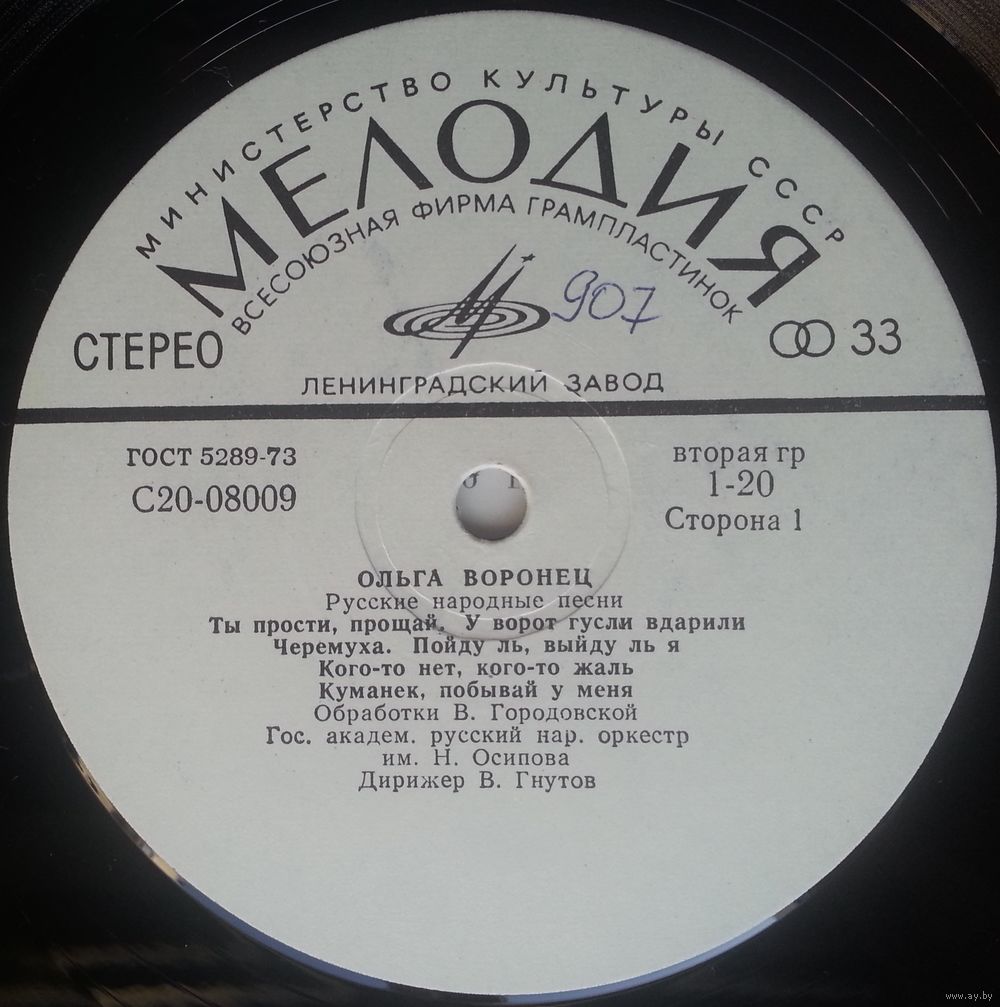 МИНИСТЕРСТВО КУЛЬТУРЫ СССР
МЕЛОДИЯ
ВСЕСОЮЗНАЯ ФИРМА ГРАМПЛАСТИНОК
907
СТЕРЕО
33
ЛЕНИНГРАДСКИЙ ЗАВОД
ГОСТ 5289-73
С20-08009
вторая гр
1-20
Сторона 1
ОЛЬГА ВОРОНЕЦ
Русские народные песни
Ты прости, прощай. У ворот гусли вдарили
Черемуха. Пойду ль, выйду ль я
Кого-то нет, кого-то жаль
Куманек, побывай у меня
Обработки В. Городовской
Гос. академ. русский нар. оркестр
им. Н. Осипова
Дирижер В. Гнутов
www.ay.by